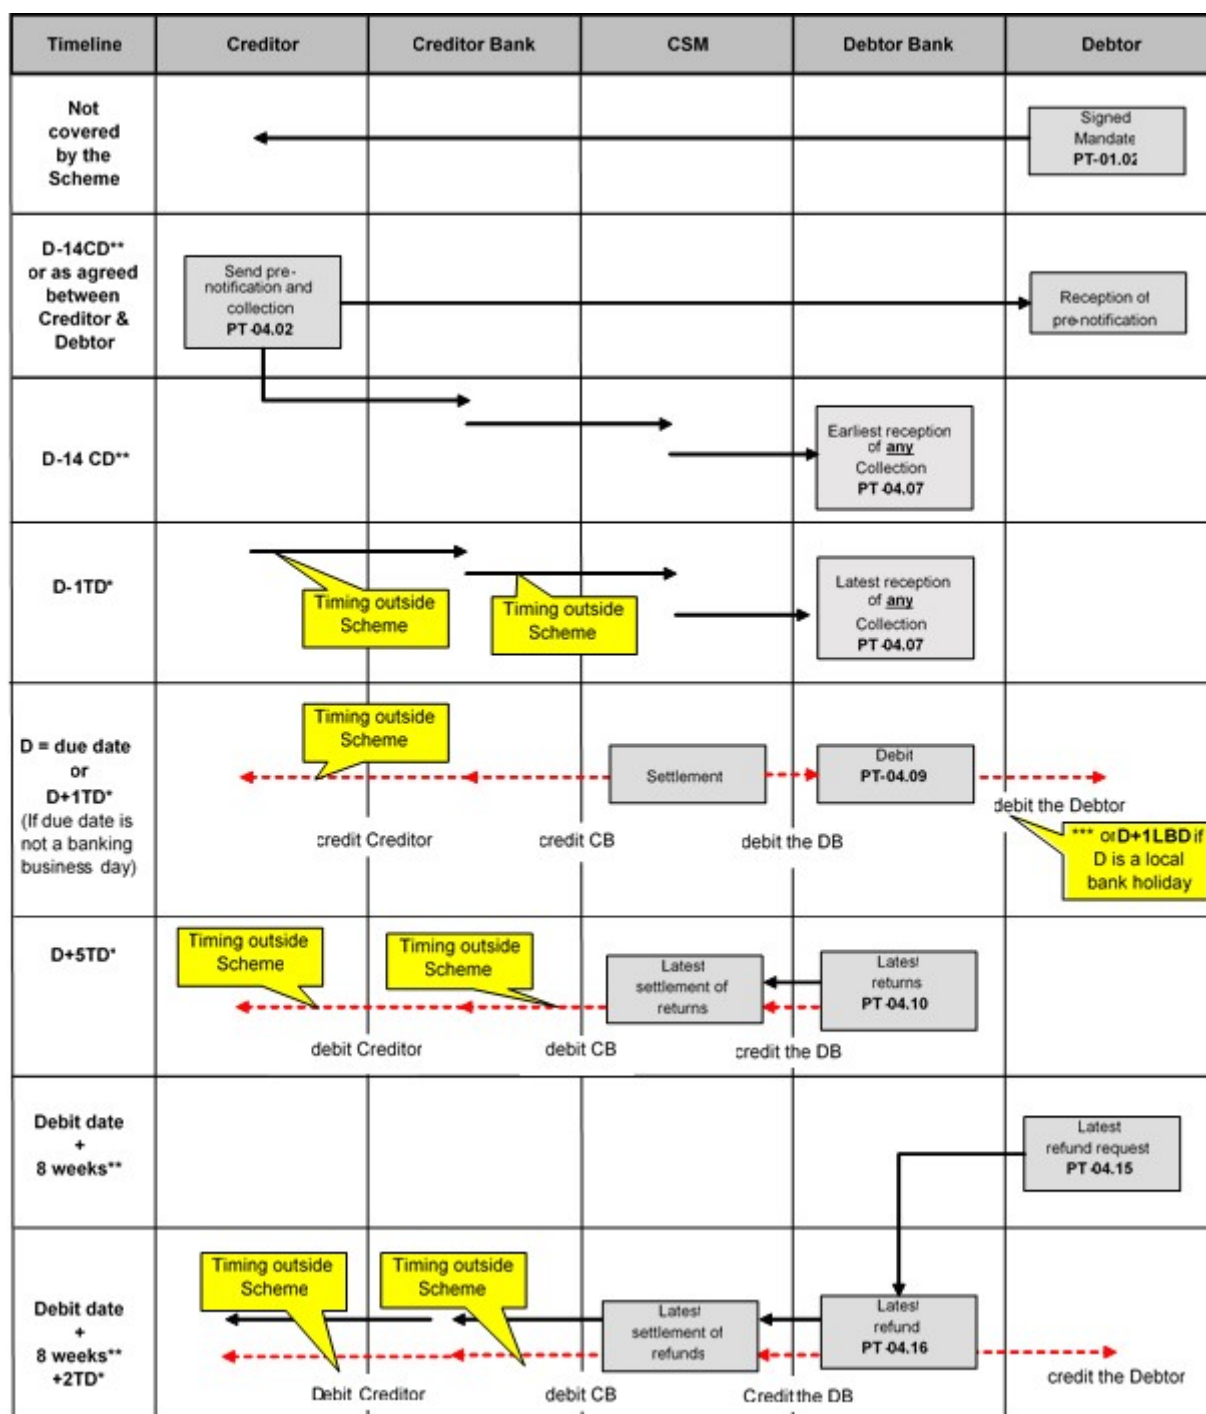 Timeline
Creditor
Creditor Bank
CSM
Debtor Bank
Debtor
Not
covered
by the
Scheme
Signed
Mandate
PT-01.02
D-14CD**
or as agreed
between
Creditor &
Debtor
Send pre-
notification and
collection
PT-04.02
Reception of
pre-notification
D-14 CD**
Earliest reception
of any
Collection
PT-04.07
D-1TD*
Timing outside
Scheme
Timing outside
Scheme
Latest reception
of any
Collection
PT-04.07
D = due date
or
D+1TD*
(If due date is
not a banking
business day)
Timing outside
Scheme
Settlement
Debit
PT-04.09
credit Creditor
credit CB
debit the DB
debit the Debtor
*** or D+1LBD if
D is a local
bank holiday
D+5TD*
Timing outside
Scheme
Timing outside
Scheme
Latest
settlement of
returns
Latest
returns
PT-04.10
debit Creditor
debit CB
credit the DB
Debit date
+
8 weeks**
Latest
refund request
PT-04.15
Debit date
+
8 weeks**
+2TD*
Timing outside
Scheme
Timing outside
Scheme
Latest
settlement of
refunds
Latest
refund
PT-04.16
Debit Creditor
debit CB
Credit the DB
credit the Debtor